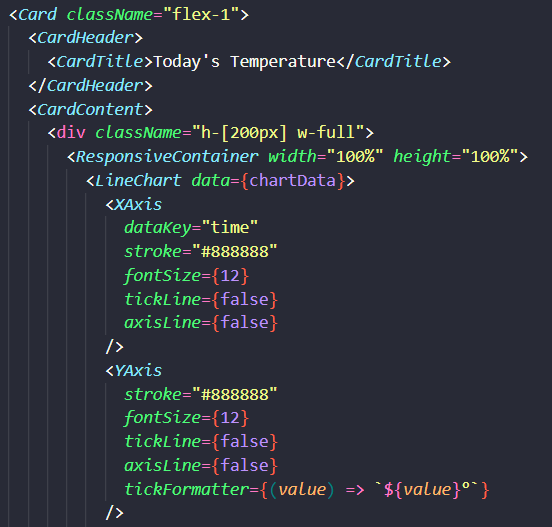 <Card className="flex-1">
<CardHeader>
<CardTitle>Today's Temperature</CardTitle>
</CardHeader>
<CardContent>
<div className="h-[200px] w-full">
<ResponsiveContainer width="100%" height="100%">
<LineChart data={chartData}>
<XAxis
dataKey="time"
stroke="#888888"
fontSize={12}
tickLine={false}
axisLine={false}
/>
<YAxis
stroke="#888888"
fontSize={12}
tickLine={false}
axisLine={false}
tickFormatter={(value) => `${value}°`}
/>